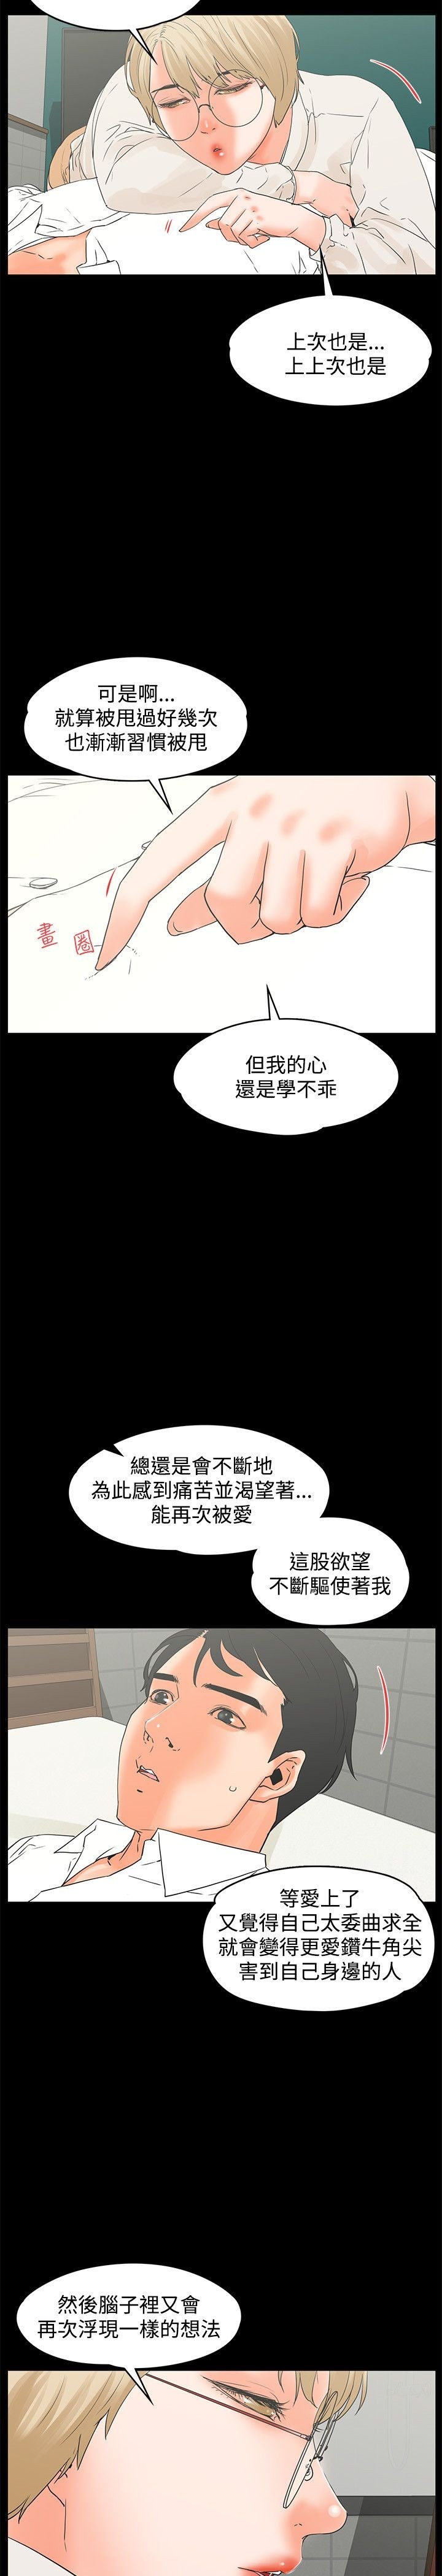 上次也是...
上上次也是
可是啊...
就算被甩過好幾次
也漸漸習慣被甩
畫圈
但我的心
還是學不乖
總還是會不斷地
為此感到痛苦並渴望著...
能再次被愛
這股欲望
不斷驅使著我
等愛上了
又覺得自己太委曲求全
就會變得更愛鑽牛角尖
害到自己身邊的人
然後腦子裡又會
再次浮現一樣的想法